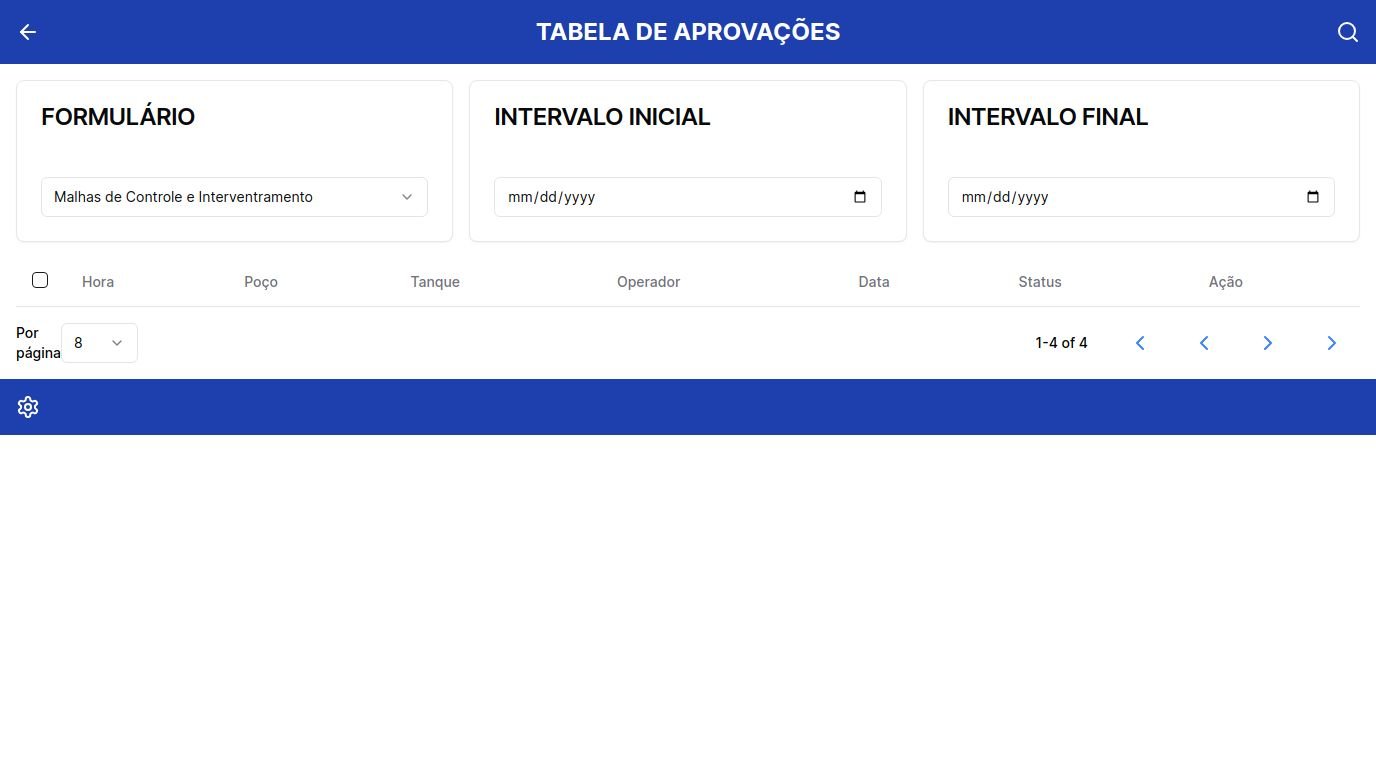 TABELA DE APROVAÇÕES
FORMULÁRIO
INTERVALO INICIAL
INTERVALO FINAL
Malhas de Controle e Interventramento
mm/dd/yyyy
mm/dd/yyyy
Hora Poço Tanque Operador Data Status Ação
Por
página
8
1-4 of 4